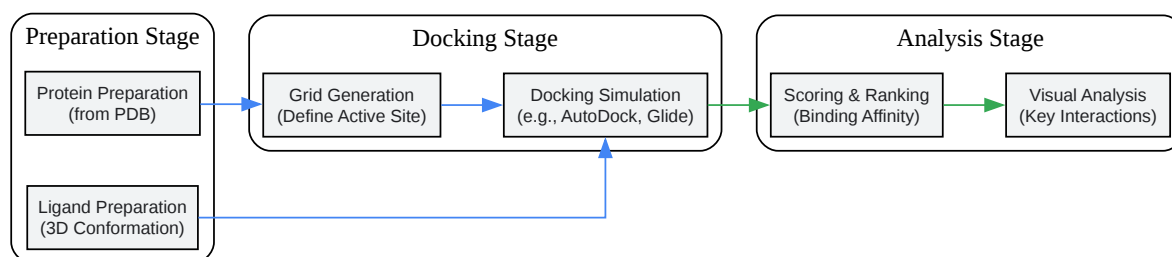 Preparation Stage
Protein Preparation
(from PDB)
Ligand Preparation
(3D Conformation)
Docking Stage
Grid Generation
(Define Active Site)
Docking Simulation
(e.g., AutoDock, Glide)
Analysis Stage
Scoring & Ranking
(Binding Affinity)
Visual Analysis
(Key Interactions)